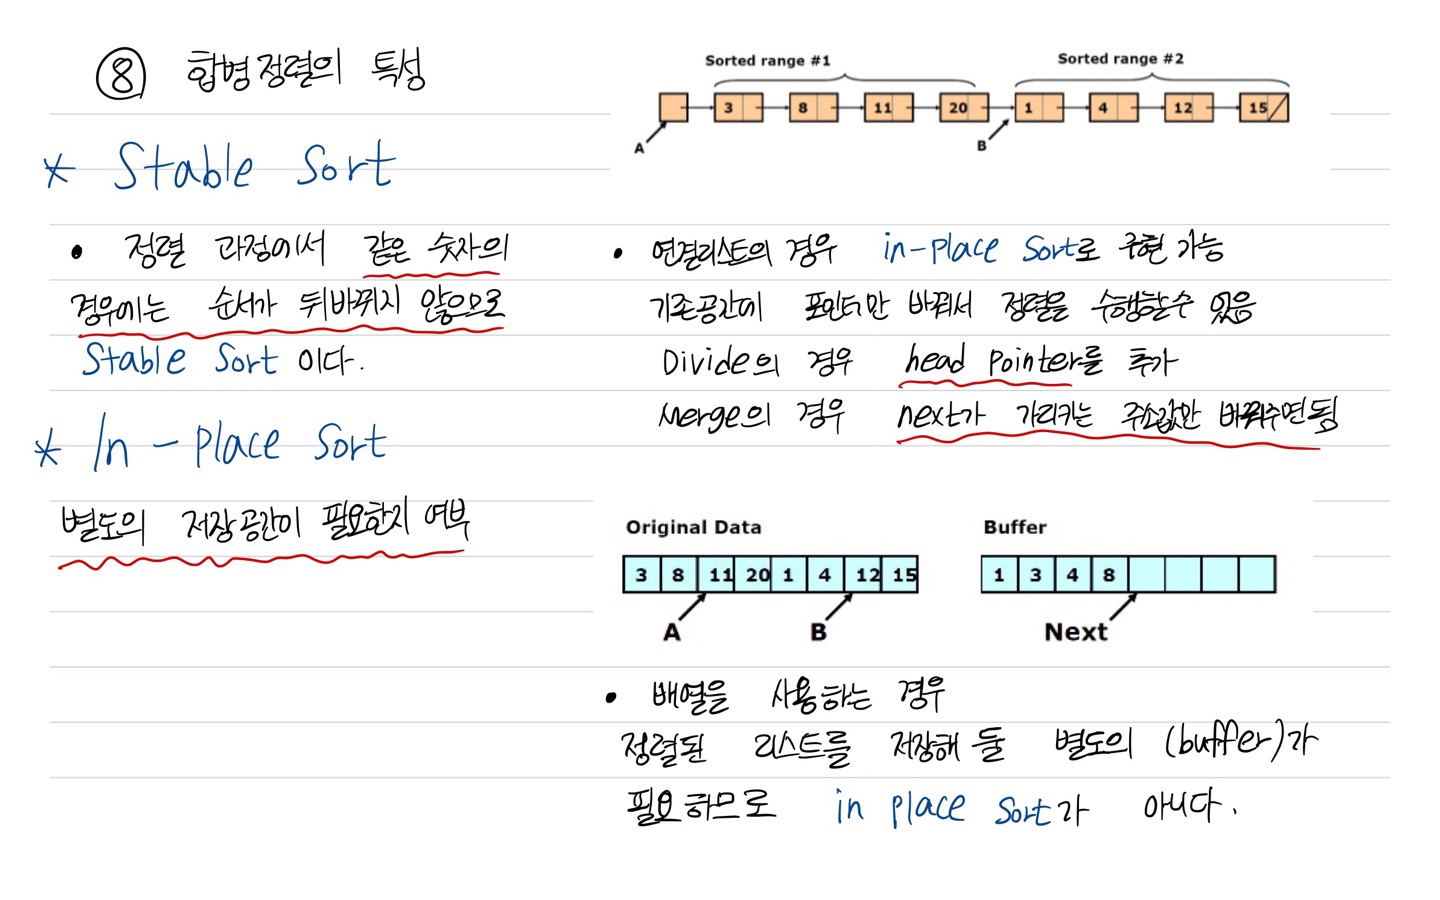 ⑧ 합병정렬의 특성
* Stable Sort
• 정렬 과정에서 같은 숫자의
경우에는 순서가 뒤바뀌지 않으므로
Stable Sort 이다.
* In-place Sort
별도의 저장공간이 필요한지 여부
Sorted range #1 Sorted range #2
3 8 11 20 1 4 12 15
A B
• 연결리스트의 경우 in-place Sort로 구현 가능
기존공간에 포인터만 바꿔서 정렬을 수행할수 있음
Divide의 경우 head pointer를 추가
Merge의 경우 next가 가리키는 주소값만 바꿔주면 됨
Original Data Buffer
3 8 11 20 1 4 12 15 1 3 4 8
A B Next
• 배열을 사용하는 경우
정렬된 리스트를 저장해 둘 별도의 (buffer)가
필요하므로 in place Sort가 아니다.